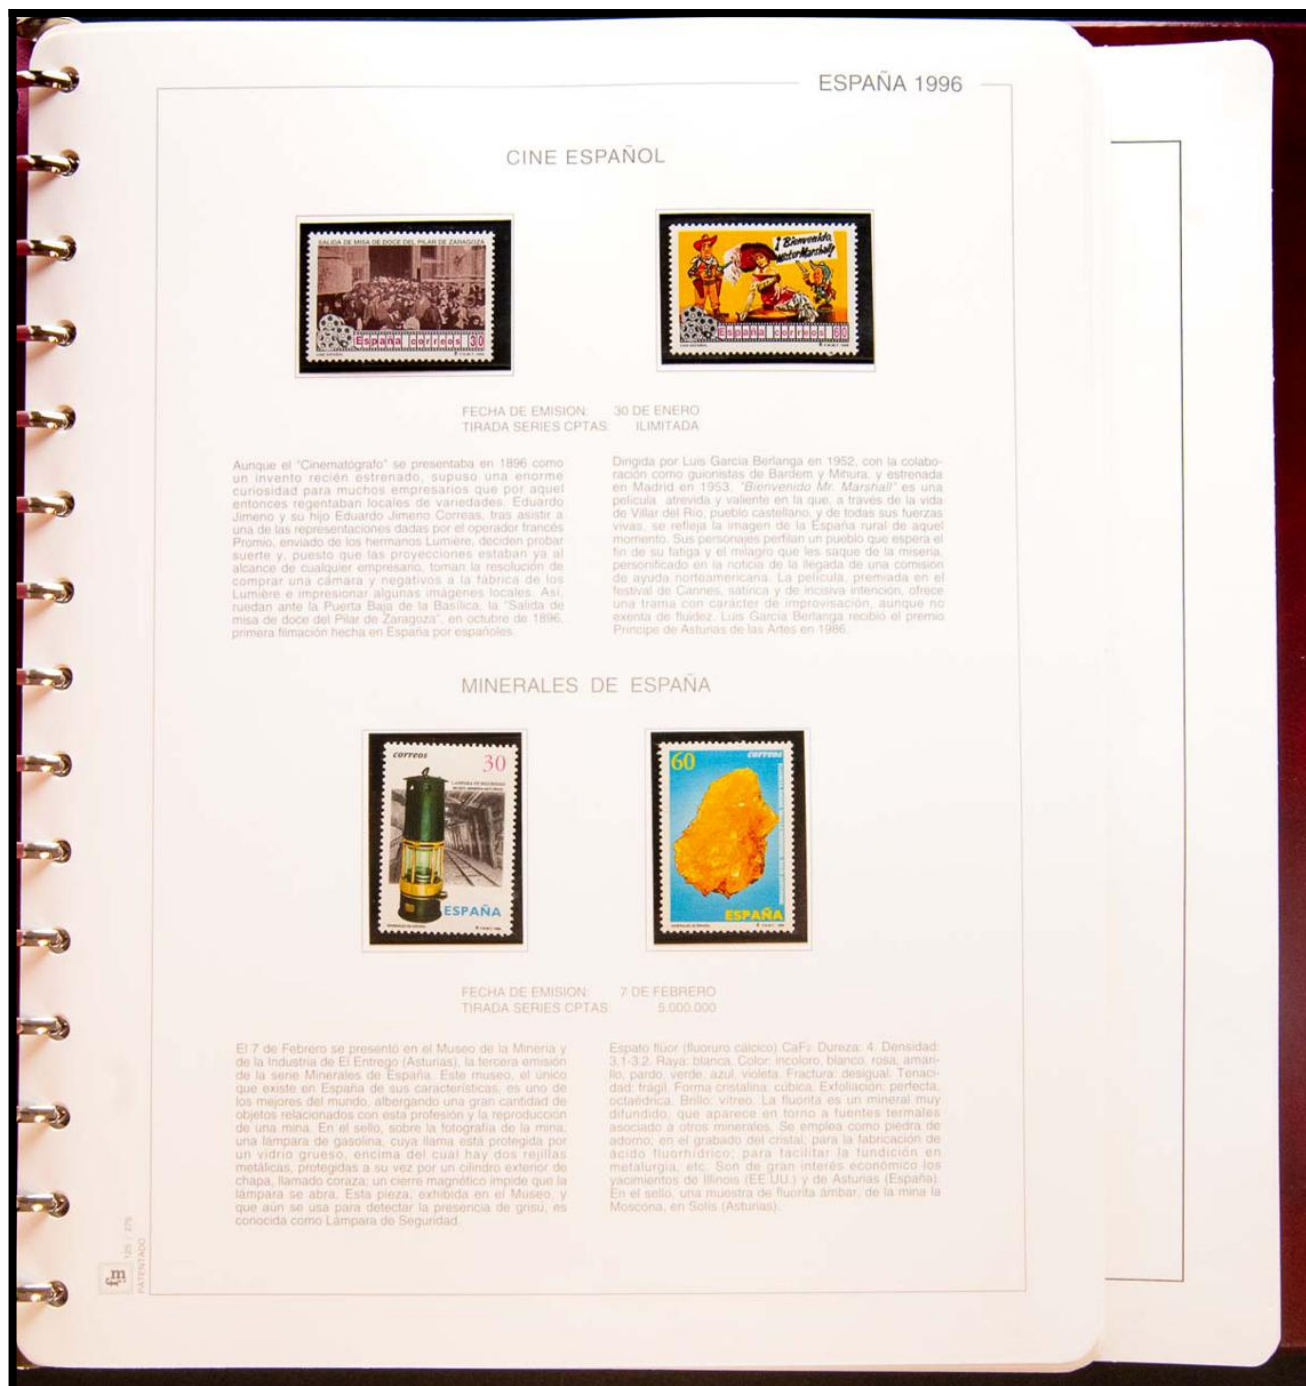 ESPAÑA 1996
CINE ESPAÑOL
SALIDA DE MISA DE DOCE DEL PILAR DE ZARAGOZA
España correos 30
CINE ESPAÑOL
¡Bienvenido,
Mister Marshall!
España correos 60
CINE ESPAÑOL
FECHA DE EMISION: 30 DE ENERO
TIRADA SERIES CPTAS: ILIMITADA
Aunque el "Cinematógrafo" se presentaba en 1896 como
un invento recién estrenado, supuso una enorme
curiosidad para muchos empresarios que por aquel
entonces regentaban locales de variedades. Eduardo
Jimeno y su hijo Eduardo Jimeno Correas, tras asistir a
una de las representaciones dadas por el operador francés
Promio, enviado de los hermanos Lumière, deciden probar
suerte y, puesto que las proyecciones estaban ya al
alcance de cualquier empresario, toman la resolución de
comprar una cámara y negativos a la fábrica de los
Lumière e impresionar algunas imágenes locales. Así,
ruedan ante la Puerta Baja de la Basílica, la "Salida de
misa de doce del Pilar de Zaragoza", en octubre de 1896,
primera filmación hecha en España por españoles.
Dirigida por Luis García Berlanga en 1952, con la colabo-
ración como guionistas de Bardem y Mihura, y estrenada
en Madrid en 1953, "Bienvenido Mr. Marshall" es una
película, atrevida y valiente en la que, a través de la vida
de Villar del Río, pueblo castellano, y de todas sus fuerzas
vivas, se refleja la imagen de la España rural de aquel
momento. Sus personajes perfilan un pueblo que espera el
fin de su fatiga y el milagro que les saque de la miseria,
personificado en la noticia de la llegada de una comisión
de ayuda norteamericana. La película, premiada en el
festival de Cannes, satírica y de incisiva intención, ofrece
una trama con carácter de improvisación, aunque no
exenta de fluidez. Luis García Berlanga recibió el premio
Príncipe de Asturias de las Artes en 1986.
MINERALES DE ESPAÑA
correos
30
LAMPARA DE SEGURIDAD
ESPAÑA
MINERALES DE ESPAÑA
60
correos
ESPAÑA
MINERALES DE ESPAÑA
FECHA DE EMISION: 7 DE FEBRERO
TIRADA SERIES CPTAS: 5.000.000
El 7 de Febrero se presentó en el Museo de la Minería y
de la Industria de El Entrego (Asturias), la tercera emisión
de la serie Minerales de España. Este museo, el único
que existe en España de sus características, es uno de
los mejores del mundo, albergando una gran cantidad de
objetos relacionados con esta profesión y la reproducción
de una mina. En el sello, sobre la fotografía de la mina,
una lámpara de gasolina, cuya llama está protegida por
un vidrio grueso, encima del cual hay dos rejillas
metálicas, protegidas a su vez por un cilindro exterior de
chapa, llamado coraza; un cierre magnético impide que la
lámpara se abra. Esta pieza, exhibida en el Museo, y
que aún se usa para detectar la presencia de grisú, es
conocida como Lámpara de Seguridad.
Espato flúor (fluoruro cálcico) CaF2 Dureza: 4. Densidad:
3,1-3,2. Raya: blanca. Color: incoloro, blanco, rosa, amari-
llo, pardo, verde, azul, violeta. Fractura: desigual. Tenaci-
dad: frágil. Forma cristalina: cúbica. Exfoliación: perfecta,
octaédrica. Brillo: vítreo. La fluorita es un mineral muy
difundido, que aparece en torno a fuentes termales
asociado a otros minerales. Se emplea como piedra de
adorno; en el grabado del cristal; para la fabricación de
ácido fluorhídrico; para facilitar la fundición en
metalurgia, etc. Son de gran interés económico los
yacimientos de Illinois (EE.UU.) y de Asturias (España).
En el sello, una muestra de fluorita ámbar, de la mina la
Moscona, en Solís (Asturias).
125 / 275
PATENTADO